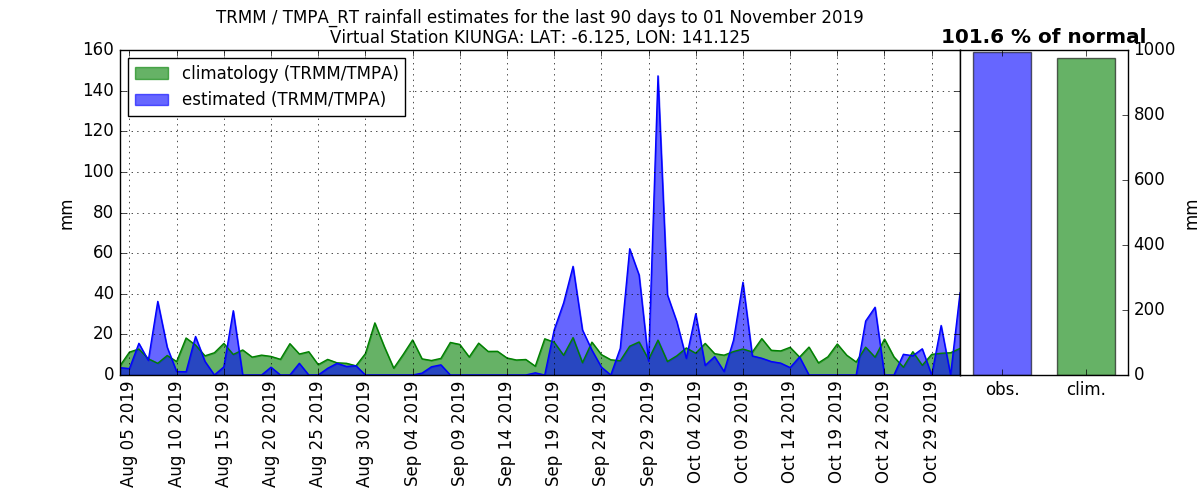 TRMM / TMPA_RT rainfall estimates for the last 90 days to 01 November 2019
Virtual Station KIUNGA: LAT: -6.125, LON: 141.125
101.6 % of normal
climatology (TRMM/TMPA)
estimated (TRMM/TMPA)
160
140
120
100
80
60
40
20
0
mm
Aug 05 2019
Aug 10 2019
Aug 15 2019
Aug 20 2019
Aug 25 2019
Aug 30 2019
Sep 04 2019
Sep 09 2019
Sep 14 2019
Sep 19 2019
Sep 24 2019
Sep 29 2019
Oct 04 2019
Oct 09 2019
Oct 14 2019
Oct 19 2019
Oct 24 2019
Oct 29 2019
obs.
clim.
1000
800
600
400
200
0
mm